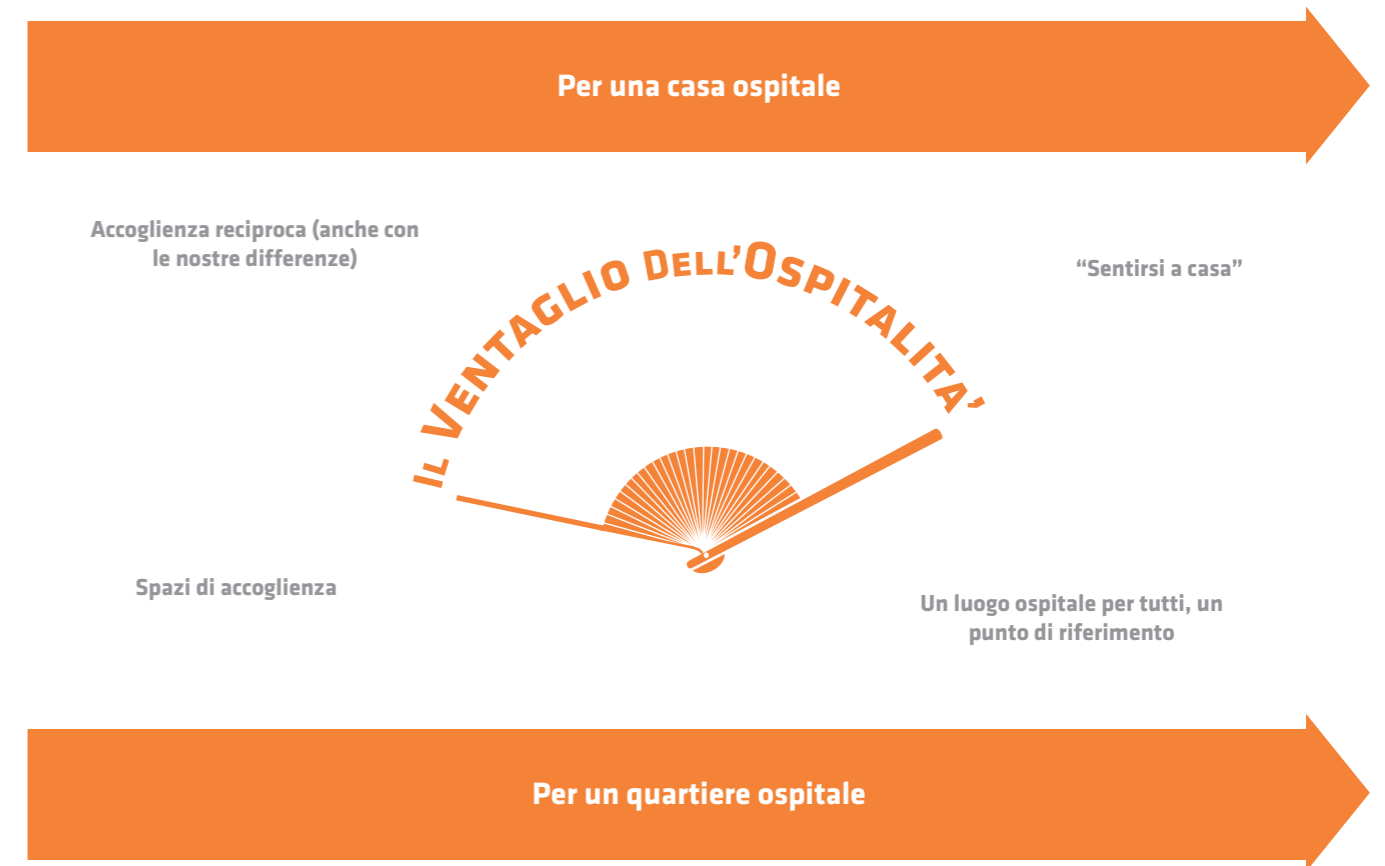 Per una casa ospitale
Accoglienza reciproca (anche con
le nostre differenze)
“Sentirsi a casa”
Il Ventaglio Dell’Ospitalita’
Spazi di accoglienza
Un luogo ospitale per tutti, un
punto di riferimento
Per un quartiere ospitale